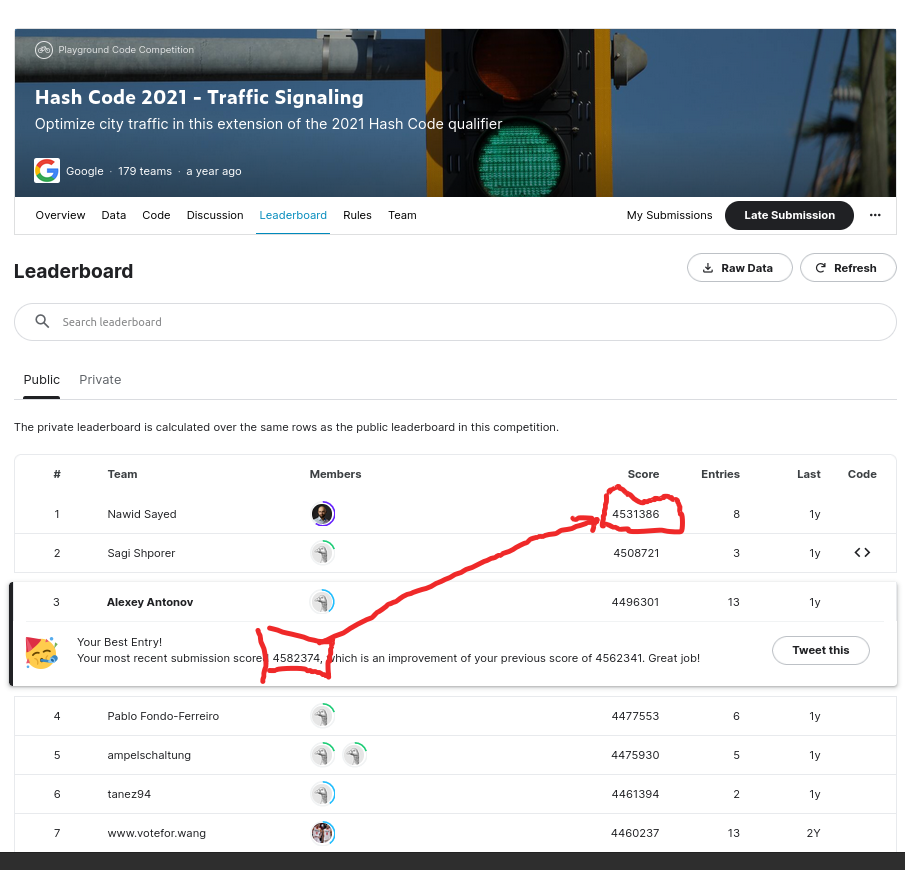 Playground Code Competition
Hash Code 2021 - Traffic Signaling
Optimize city traffic in this extension of the 2021 Hash Code qualifier
Google · 179 teams · a year ago
Overview Data Code Discussion Leaderboard Rules Team My Submissions Late Submission ···
Leaderboard Raw Data Refresh
Search leaderboard
Public Private
The private leaderboard is calculated over the same rows as the public leaderboard in this competition.
# Team Members Score Entries Last Code
1 Nawid Sayed 4531386 8 1y
2 Sagi Shporer 4508721 3 1y <>
3 Alexey Antonov 4496301 13 1y
Your Best Entry!
Your most recent submission scored 4582374, which is an improvement of your previous score of 4562341. Great job! Tweet this
4 Pablo Fondo-Ferreiro 4477553 6 1y
5 ampelschaltung 4475930 5 1y
6 tanez94 4461394 2 1y
7 www.votefor.wang 4460237 13 2Y